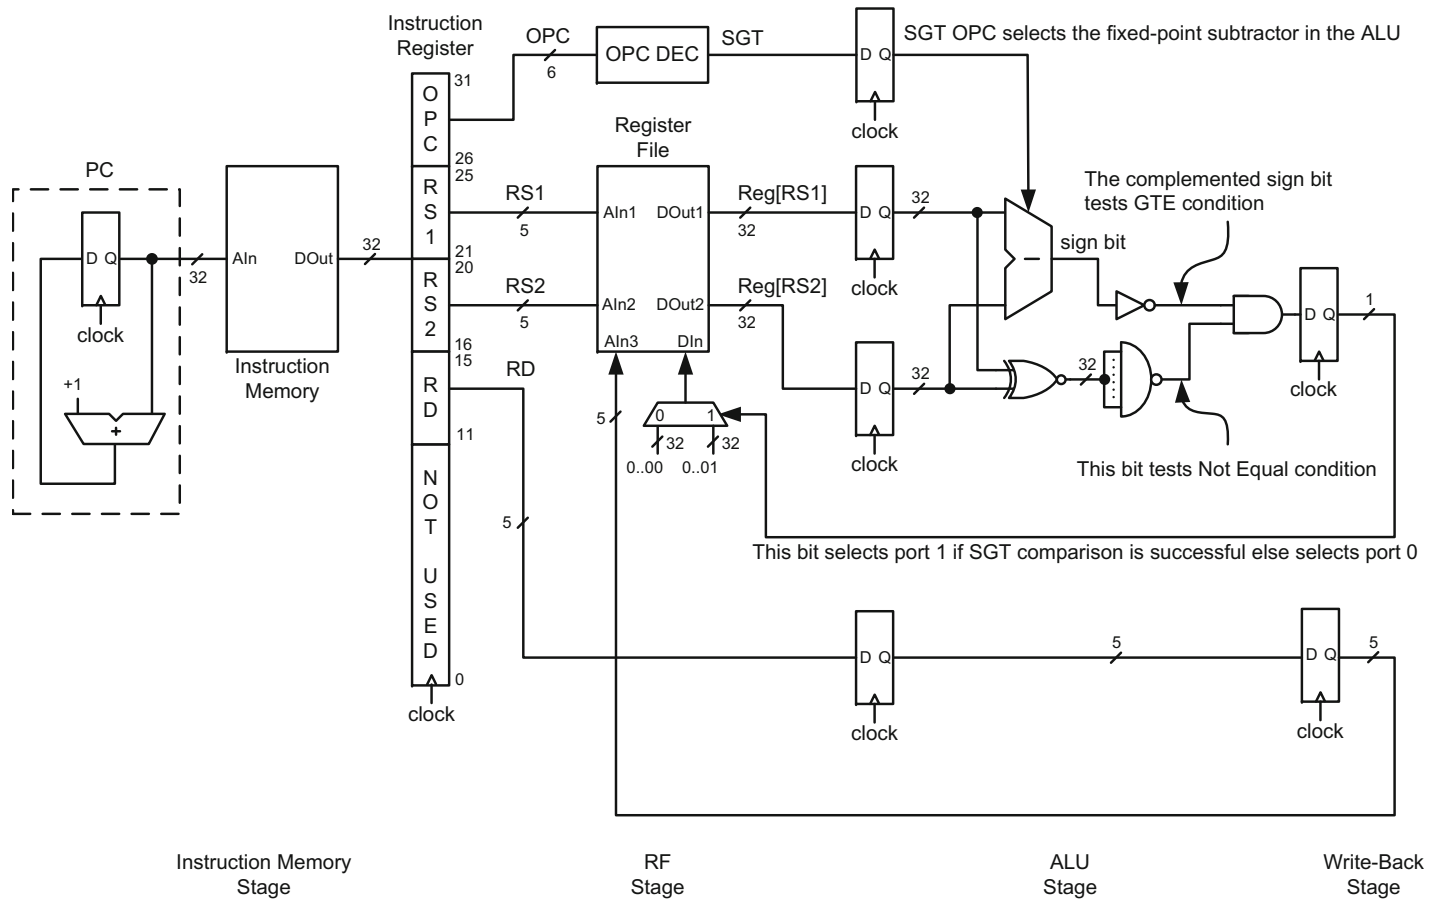 Instruction
Register
OPC
6
OPC DEC
SGT
D Q
clock
SGT OPC selects the fixed-point subtractor in the ALU
31
O
P
C
26
25
R
S
1
21
20
R
S
2
16
15
R
D
11
N
O
T
U
S
E
D
0
clock
PC
D Q
clock
+1
+
32
AIn
DOut
Instruction
Memory
32
RS1
5
RS2
5
RD
5
Register
File
AIn1
DOut1
AIn2
DOut2
AIn3
DIn
5
0
1
32
32
0..00
0..01
Reg[RS1]
32
Reg[RS2]
32
D Q
clock
32
D Q
clock
32
The complemented sign bit
tests GTE condition
–
sign bit
32
D Q
clock
1
This bit tests Not Equal condition
This bit selects port 1 if SGT comparison is successful else selects port 0
D Q
clock
5
D Q
clock
5
Instruction Memory
Stage
RF
Stage
ALU
Stage
Write-Back
Stage